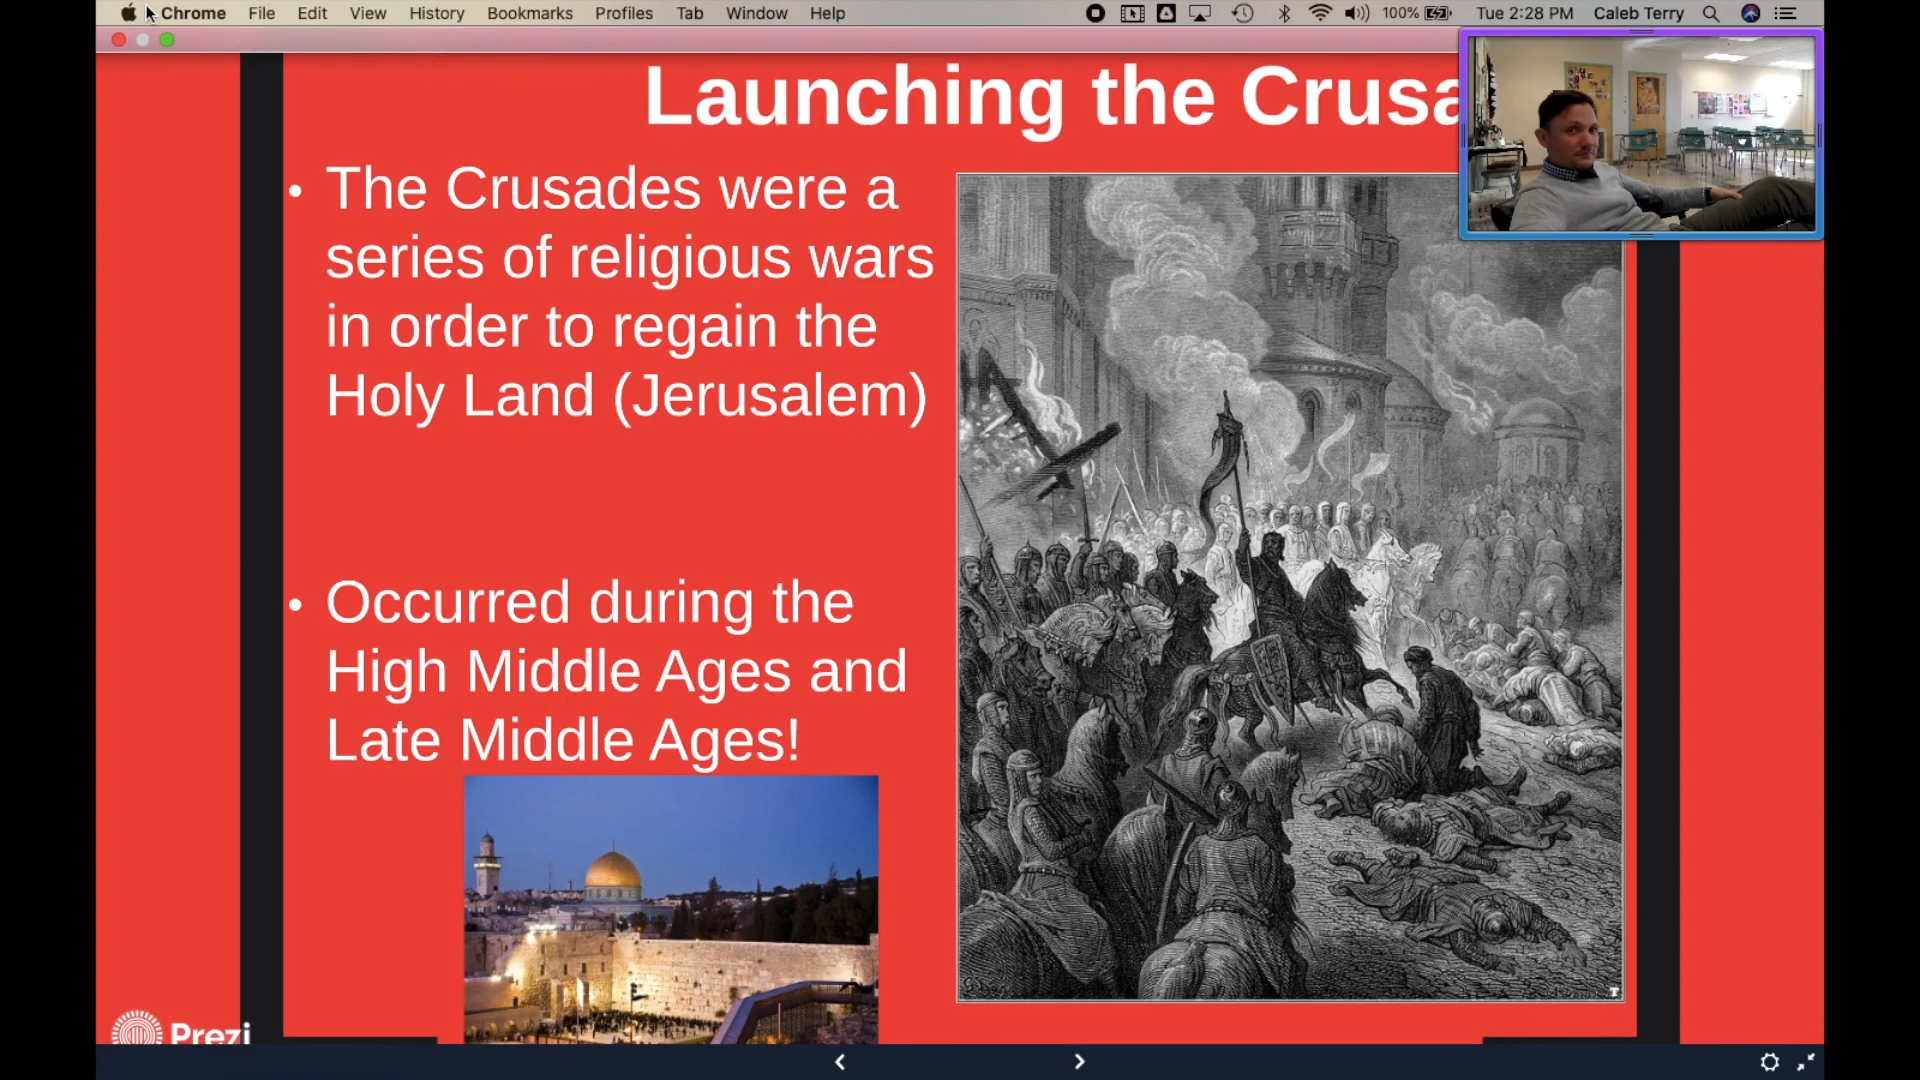 Chrome File Edit View History Bookmarks Profiles Tab Window Help 100% Tue 2:28 PM Caleb Terry
Launching the Crusa
• The Crusades were a
series of religious wars
in order to regain the
Holy Land (Jerusalem)
• Occurred during the
High Middle Ages and
Late Middle Ages!
Prezi